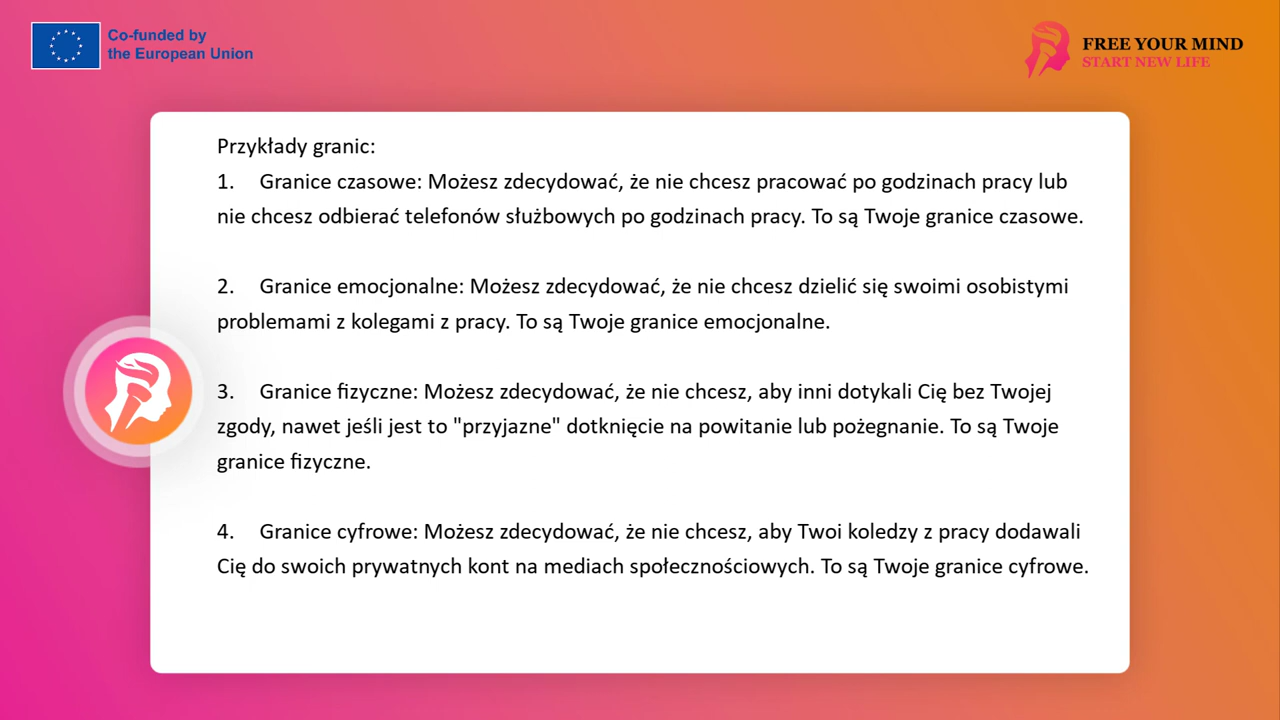 Co-funded by
the European Union
FREE YOUR MIND
START NEW LIFE
Przykłady granic:
1. Granice czasowe: Możesz zdecydować, że nie chcesz pracować po godzinach pracy lub
nie chcesz odbierać telefonów służbowych po godzinach pracy. To są Twoje granice czasowe.
2. Granice emocjonalne: Możesz zdecydować, że nie chcesz dzielić się swoimi osobistymi
problemami z kolegami z pracy. To są Twoje granice emocjonalne.
3. Granice fizyczne: Możesz zdecydować, że nie chcesz, aby inni dotykali Cię bez Twojej
zgody, nawet jeśli jest to "przyjazne" dotknięcie na powitanie lub pożegnanie. To są Twoje
granice fizyczne.
4. Granice cyfrowe: Możesz zdecydować, że nie chcesz, aby Twoi koledzy z pracy dodawali
Cię do swoich prywatnych kont na mediach społecznościowych. To są Twoje granice cyfrowe.